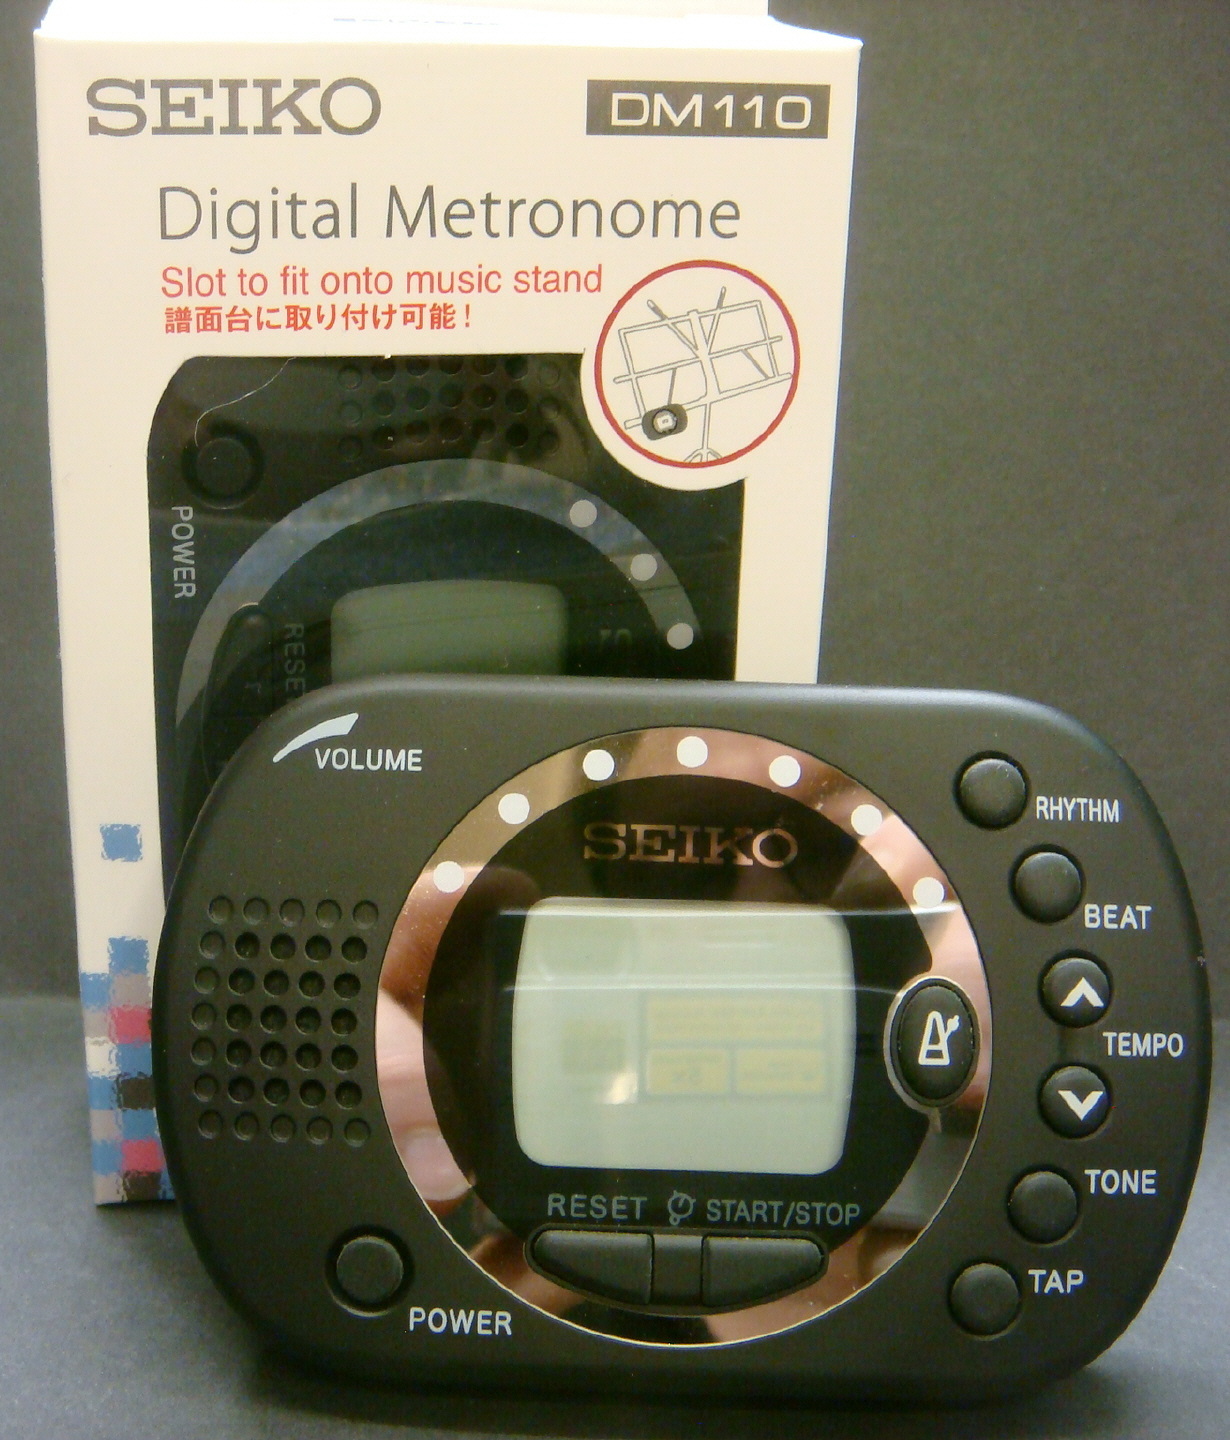 SEIKO
DM110
Digital Metronome
Slot to fit onto music stand
譜面台に取り付け可能!
POWER
RESE
VOLUME
SEIKO
RHYTHM
BEAT
TEMPO
TONE
TAP
RESET START/STOP
POWER